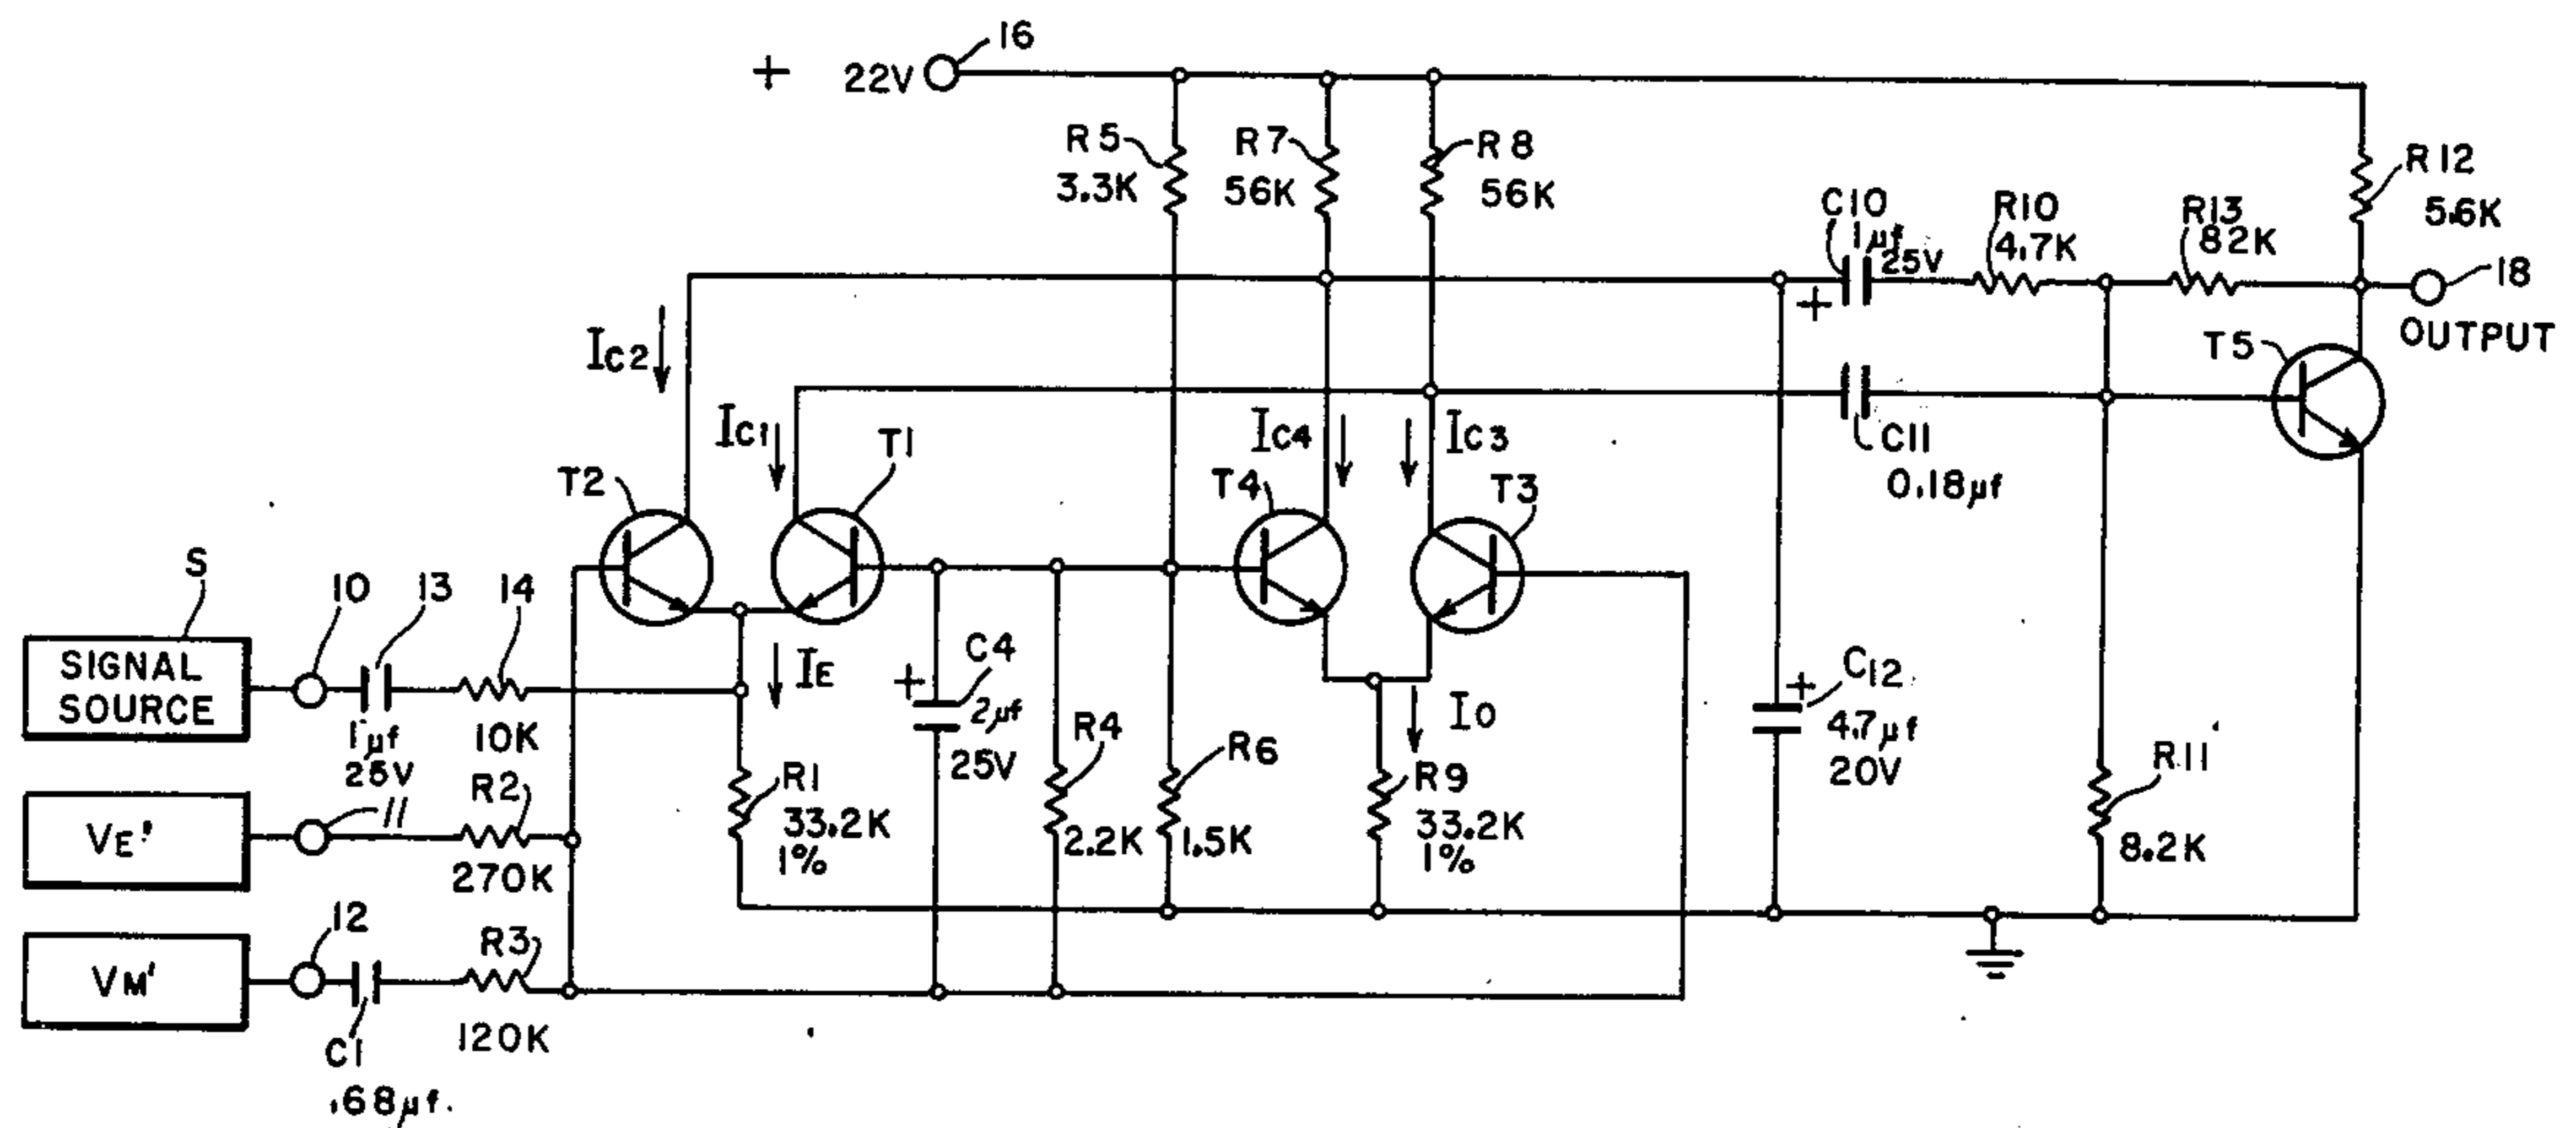 16
+ 22V
R5
3.3K
R7
56K
R8
56K
R12
5.6K
C10
1µf
25V
R10
4.7K
R13
82K
18
OUTPUT
T5
IC2
IC1
T1
T2
IC4
IC3
T4
T3
C11
0.18µf
S
SIGNAL
SOURCE
10
13
14
1µf
25V
10K
IE
+
C4
2µf
25V
R4
2.2K
R6
1.5K
IO
R9
33.2K
1%
R1
33.2K
1%
+
+
C12
4.7µf
20V
R11
8.2K
VE'
11
R2
270K
VM'
12
C1
.68µf.
R3
120K